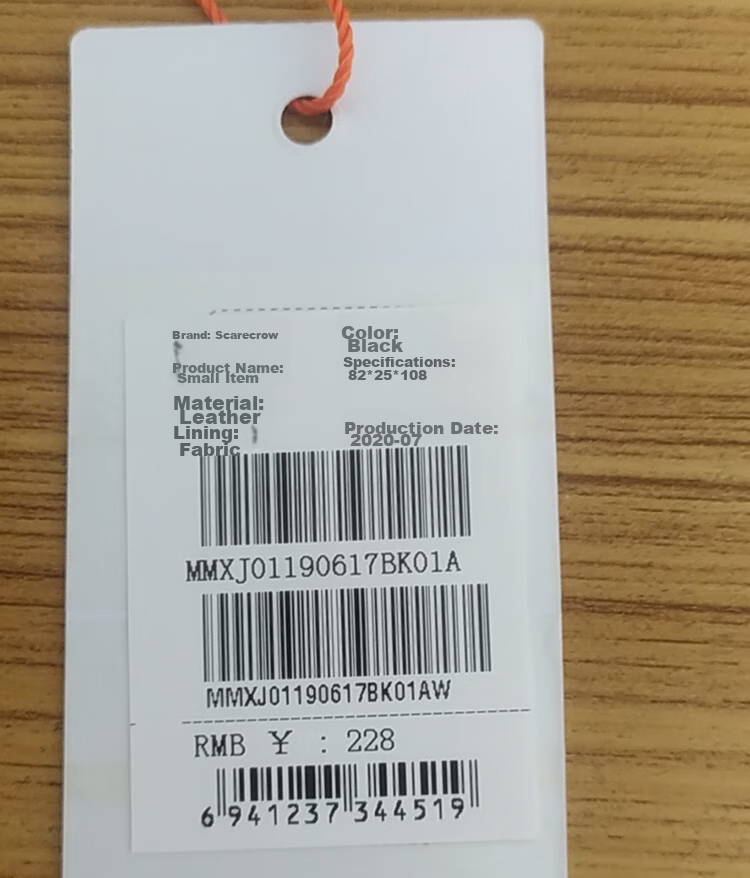 Brand: Scarecrow
Color:
Black
Product Name:
Small Item
Specifications:
82*25*108
Material:
Leather
Lining:
Fabric
Production Date:
2020-07
MMXJ01190617BK01A
MMXJ01190617BK01AW
RMB ¥ : 228
6 941237 344519